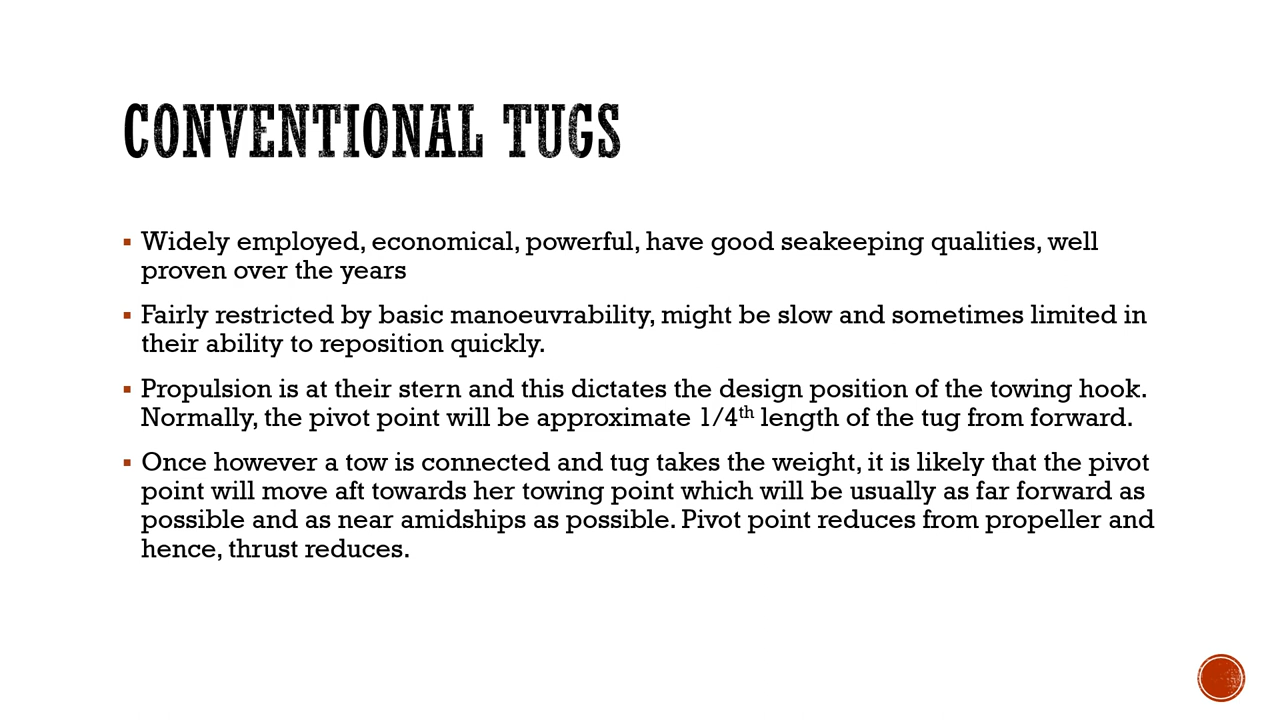 CONVENTIONAL TUGS
▪ Widely employed, economical, powerful, have good seakeeping qualities, well
proven over the years
▪ Fairly restricted by basic manoeuvrability, might be slow and sometimes limited in
their ability to reposition quickly.
▪ Propulsion is at their stern and this dictates the design position of the towing hook.
Normally, the pivot point will be approximate 1/4th length of the tug from forward.
▪ Once however a tow is connected and tug takes the weight, it is likely that the pivot
point will move aft towards her towing point which will be usually as far forward as
possible and as near amidships as possible. Pivot point reduces from propeller and
hence, thrust reduces.